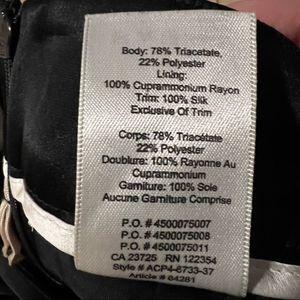 Body: 78% Triacetate,
22% Polyester
Lining:
100% Cuprammonium Rayon
Trim: 100% Silk
Exclusive Of Trim
Corps: 78% Triacétate
22% Polyester
Doublure: 100% Rayonne Au
Cuprammonium
Garniture: 100% Soie
Aucune Garniture Comprise
P.O. # 4500075007
P.O. # 4500075008
P.O. # 4500075011
CA 23725 RN 122354
Style # ACP4-6733-37
Article # 64281